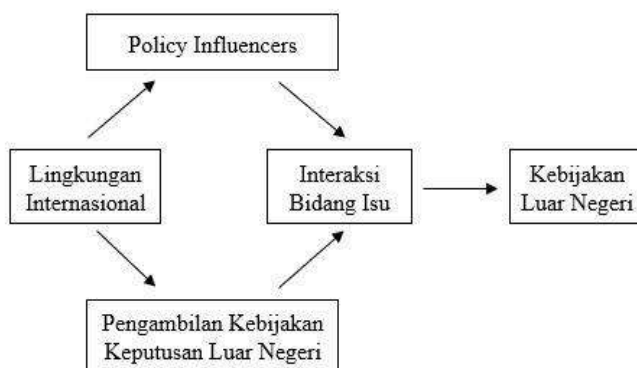 Policy Influencers
Lingkungan
Internasional
Interaksi
Bidang Isu
Kebijakan
Luar Negeri
Pengambilan Kebijakan
Keputusan Luar Negeri